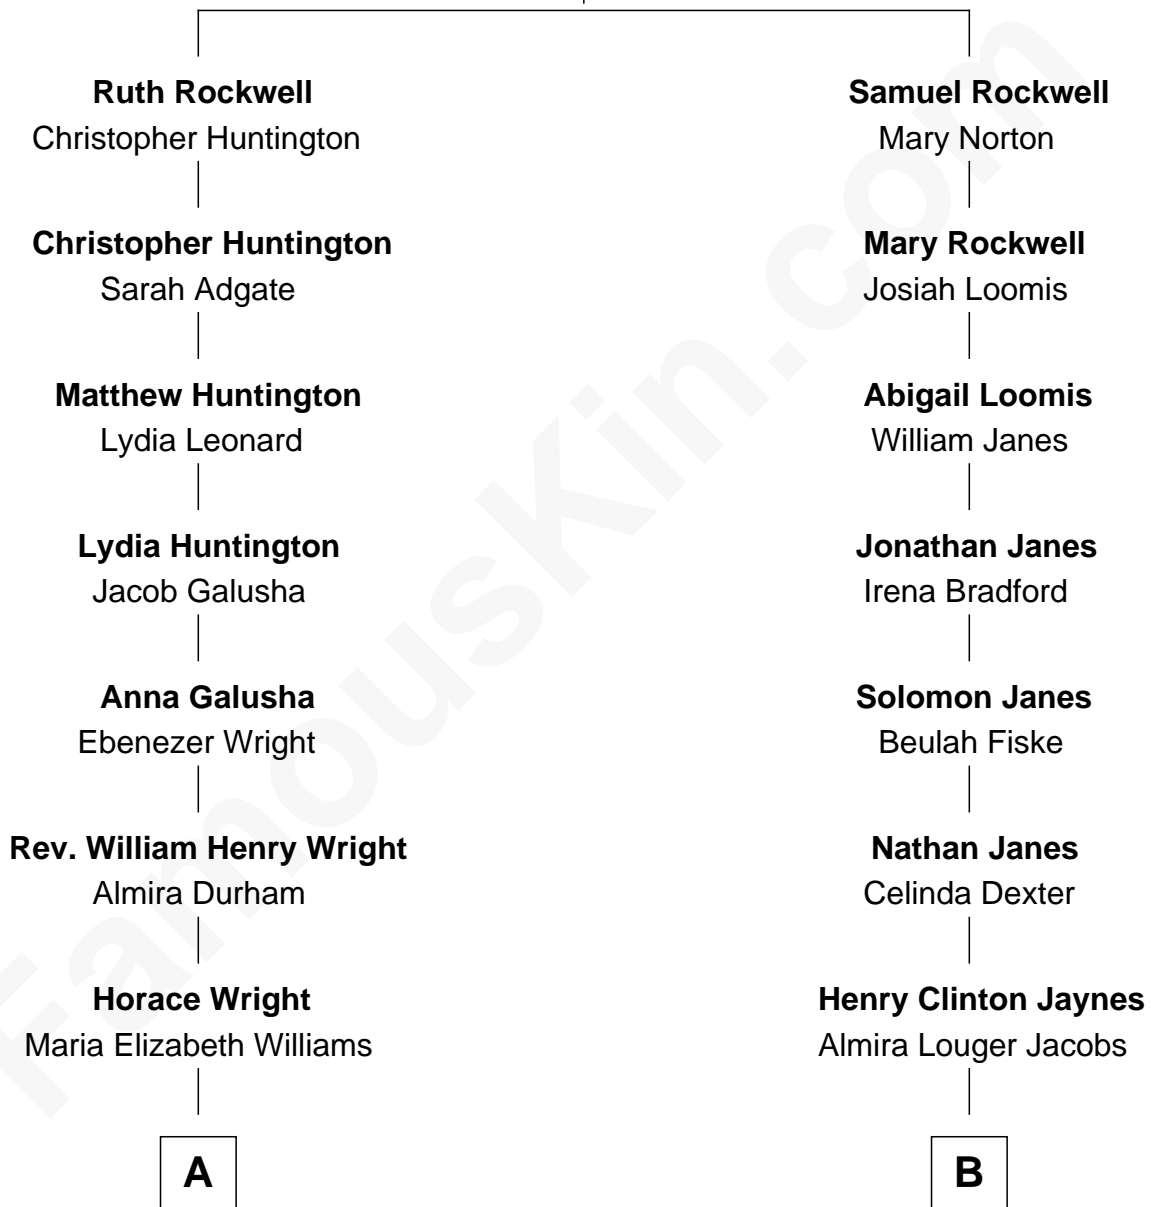 Ruth Rockwell
Christopher Huntington
Christopher Huntington
Sarah Adgate
Matthew Huntington
Lydia Leonard
Lydia Huntington
Jacob Galusha
Anna Galusha
Ebenezer Wright
Rev. William Henry Wright
Almira Durham
Horace Wright
Maria Elizabeth Williams
A
Samuel Rockwell
Mary Norton
Mary Rockwell
Josiah Loomis
Abigail Loomis
William Janes
Jonathan Janes
Irena Bradford
Solomon Janes
Beulah Fiske
Nathan Janes
Celinda Dexter
Henry Clinton Jaynes
Almira Louger Jacobs
B
FamousKin.com